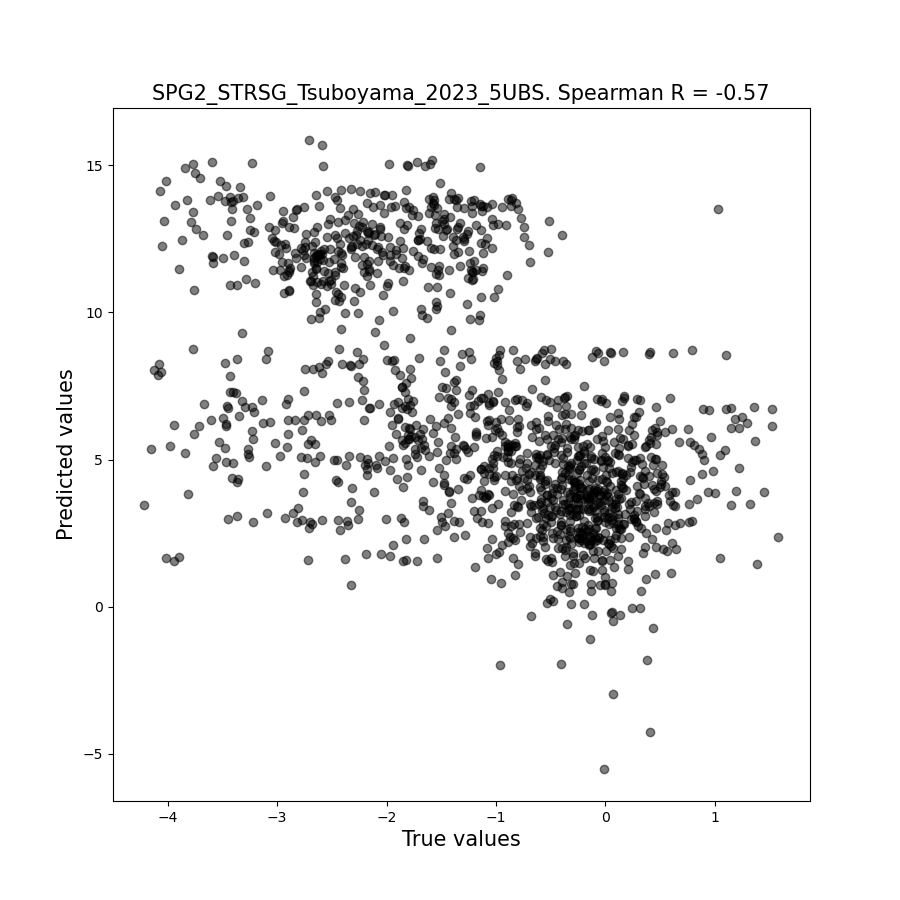 SPG2_STRSG_Tsuboyama_2023_5UBS. Spearman R = -0.57
15
10
5
0
−5
Predicted values
−4 −3 −2 −1 0 1
True values